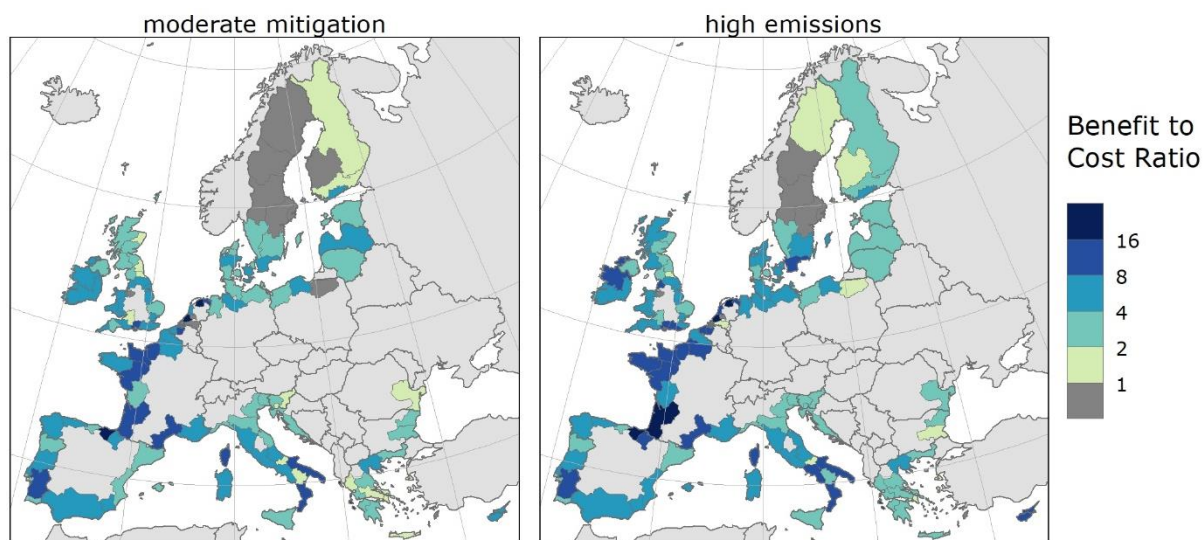 moderate mitigation
high emissions
Benefit to
Cost Ratio
16
8
4
2
1